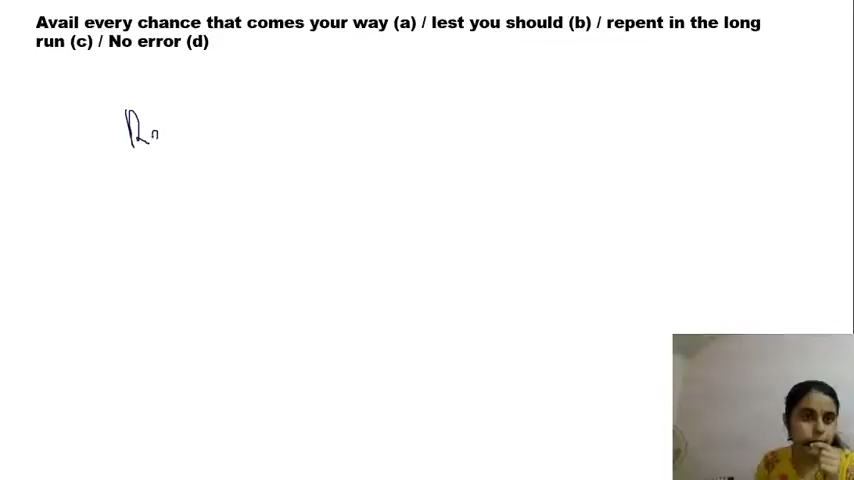 Avail every chance that comes your way (a) / lest you should (b) / repent in the long
run (c) / No error (d)